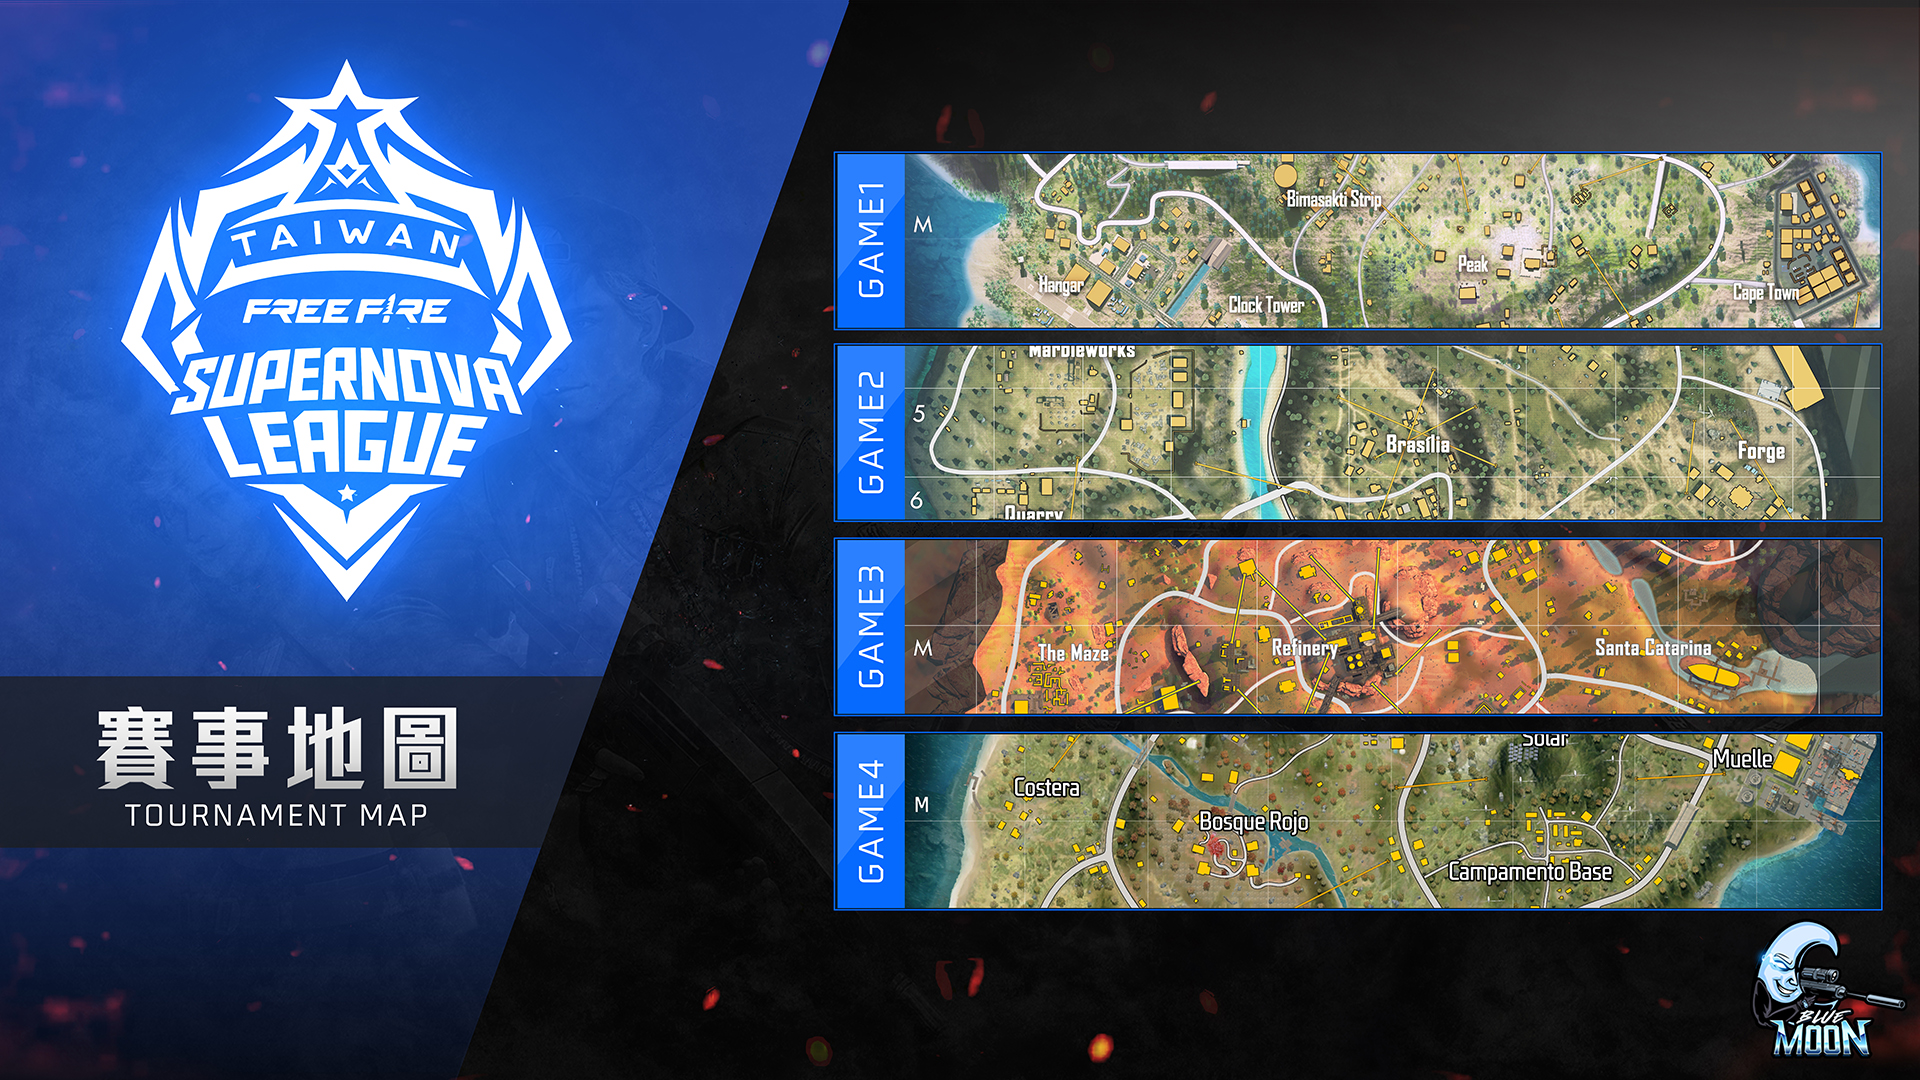 TAIWAN
FREE FIRE
SUPERNOVA
LEAGUE
賽事地圖
TOURNAMENT MAP
GAME1
M
Bimasakti Strip
Hangar
Clock Tower
Peak
Cape Town
GAME2
5
6
Marbleworks
Quarry
Brasília
Forge
GAME3
M
The Maze
Refinery
Santa Catarina
GAME4
M
Costera
Bosque Rojo
Solar
Campamento Base
Muelle
BLUE
MOON